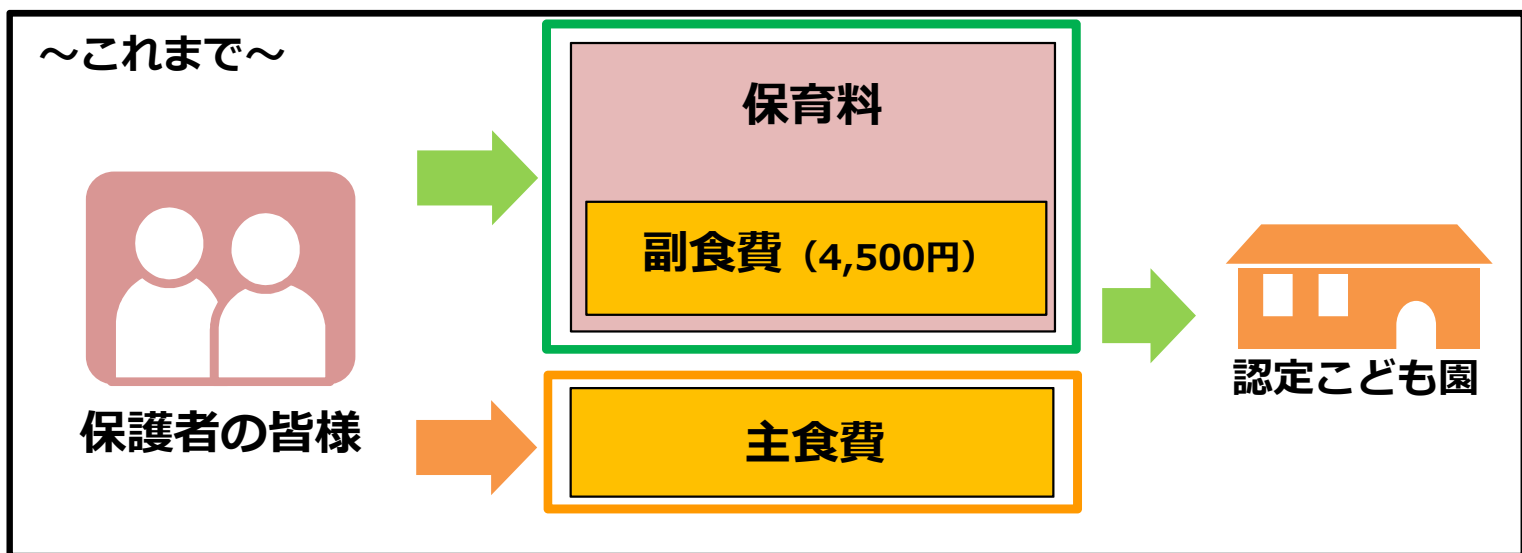 ～これまで～
保育料
副食費（4,500円）
主食費
保護者の皆様
認定こども園